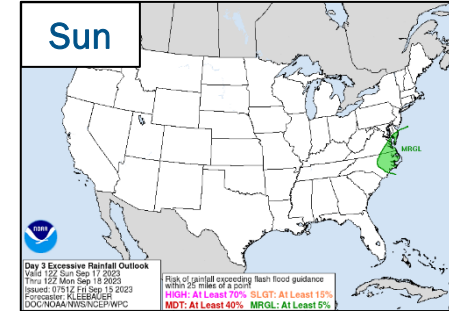 Sun
MRGL
NOAA
Day 3 Excessive Rainfall Outlook
Valid 12Z Sun Sep 17 2023
Thru 12Z Mon Sep 18 2023
Issued: 0751Z Fri Sep 15 2023
Forecaster: KLEEBAUER
DOC/NOAA/NWS/NCEP/WPC
Risk of rainfall exceeding flash flood guidance
within 25 miles of a point
HIGH: At Least 70% SLGT: At Least 15%
MDT: At Least 40% MRGL: At Least 5%